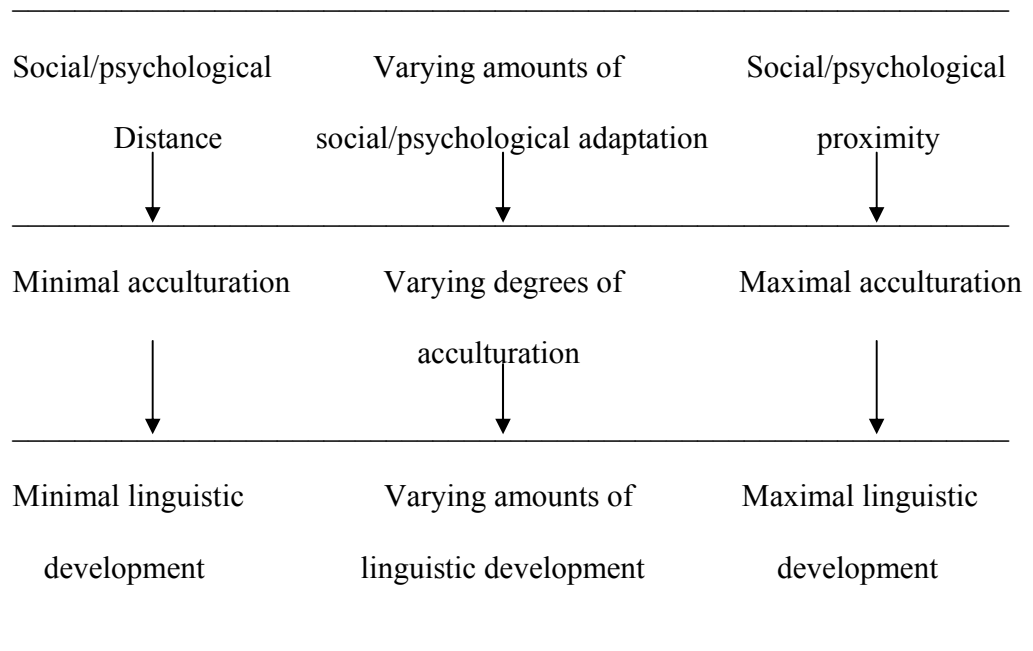 Social/psychological Varying amounts of Social/psychological
Distance social/psychological adaptation proximity
Minimal acculturation Varying degrees of Maximal acculturation
acculturation
Minimal linguistic Varying amounts of Maximal linguistic
development linguistic development development